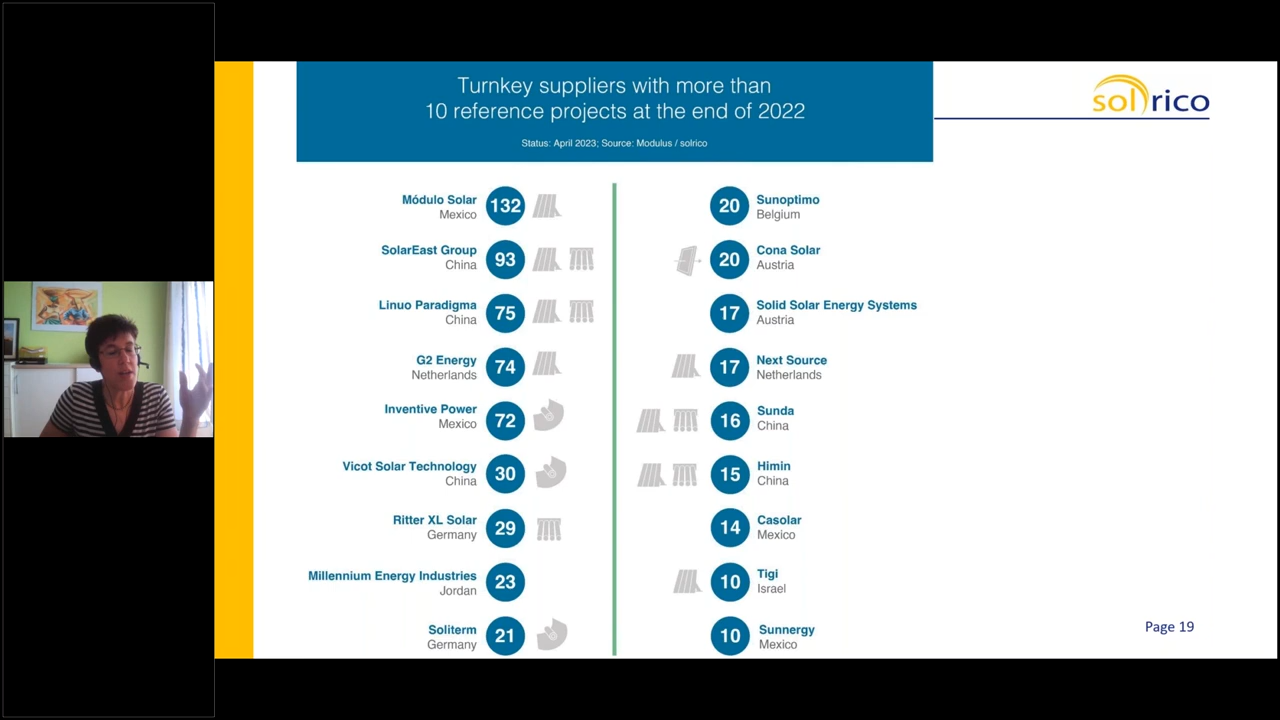 Turnkey suppliers with more than
10 reference projects at the end of 2022
Status: April 2023; Source: Modulus / solrico
solrico
Módulo Solar
Mexico
132
SolarEast Group
China
93
Linuo Paradigma
China
75
G2 Energy
Netherlands
74
Inventive Power
Mexico
72
Vicot Solar Technology
China
30
Ritter XL Solar
Germany
29
Millennium Energy Industries
Jordan
23
Soliterm
Germany
21
20
Sunoptimo
Belgium
20
Cona Solar
Austria
17
Solid Solar Energy Systems
Austria
17
Next Source
Netherlands
16
Sunda
China
15
Himin
China
14
Casolar
Mexico
10
Tigi
Israel
10
Sunnergy
Mexico
Page 19